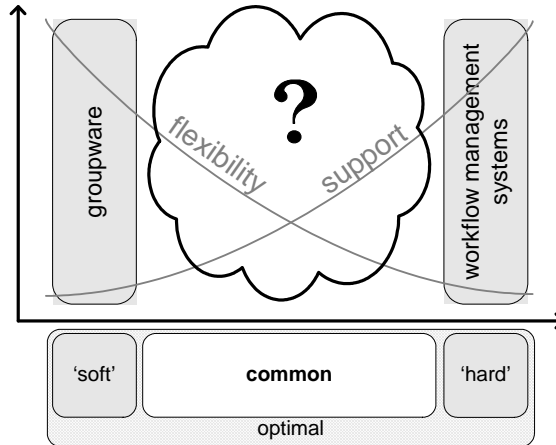 groupware
?
flexibility
support
workflow management
systems
'soft'
common
'hard'
optimal